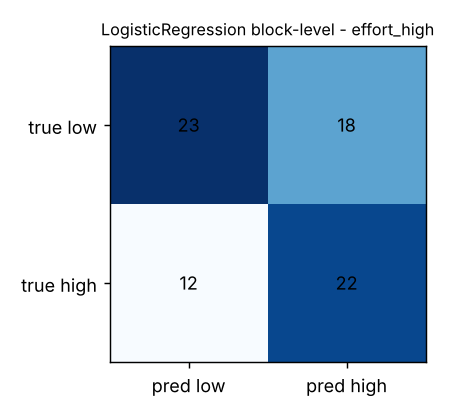 LogisticRegression block-level - effort_high
true low 23 18
true high 12 22
pred low pred high